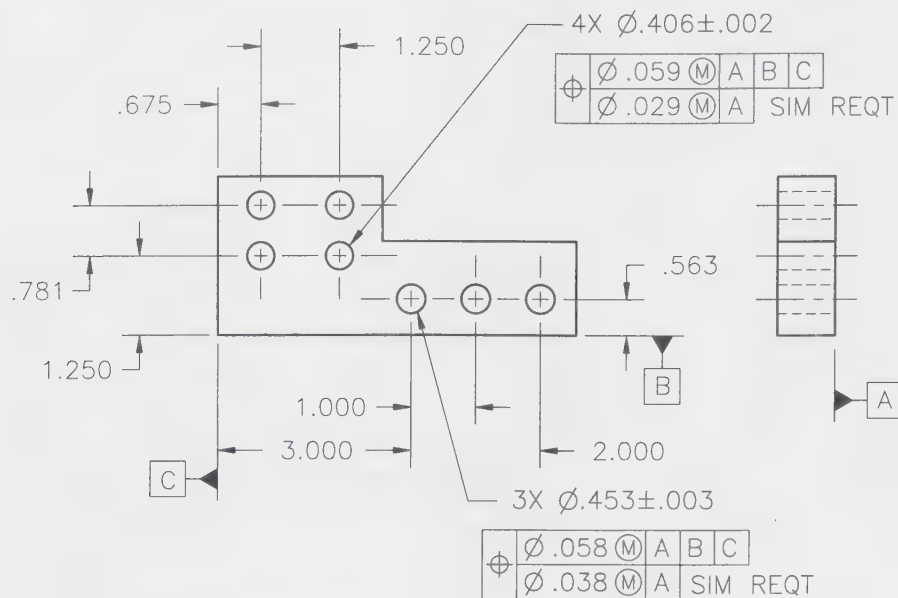 4X Ø.406±.002
1.250
⌖ Ø.059 Ⓜ A B C
Ø.029 Ⓜ A SIM REQT
.675
.781
.563
1.250
B
A
1.000
3.000
2.000
C
3X Ø.453±.003
⌖ Ø.058 Ⓜ A B C
Ø.038 Ⓜ A SIM REQT